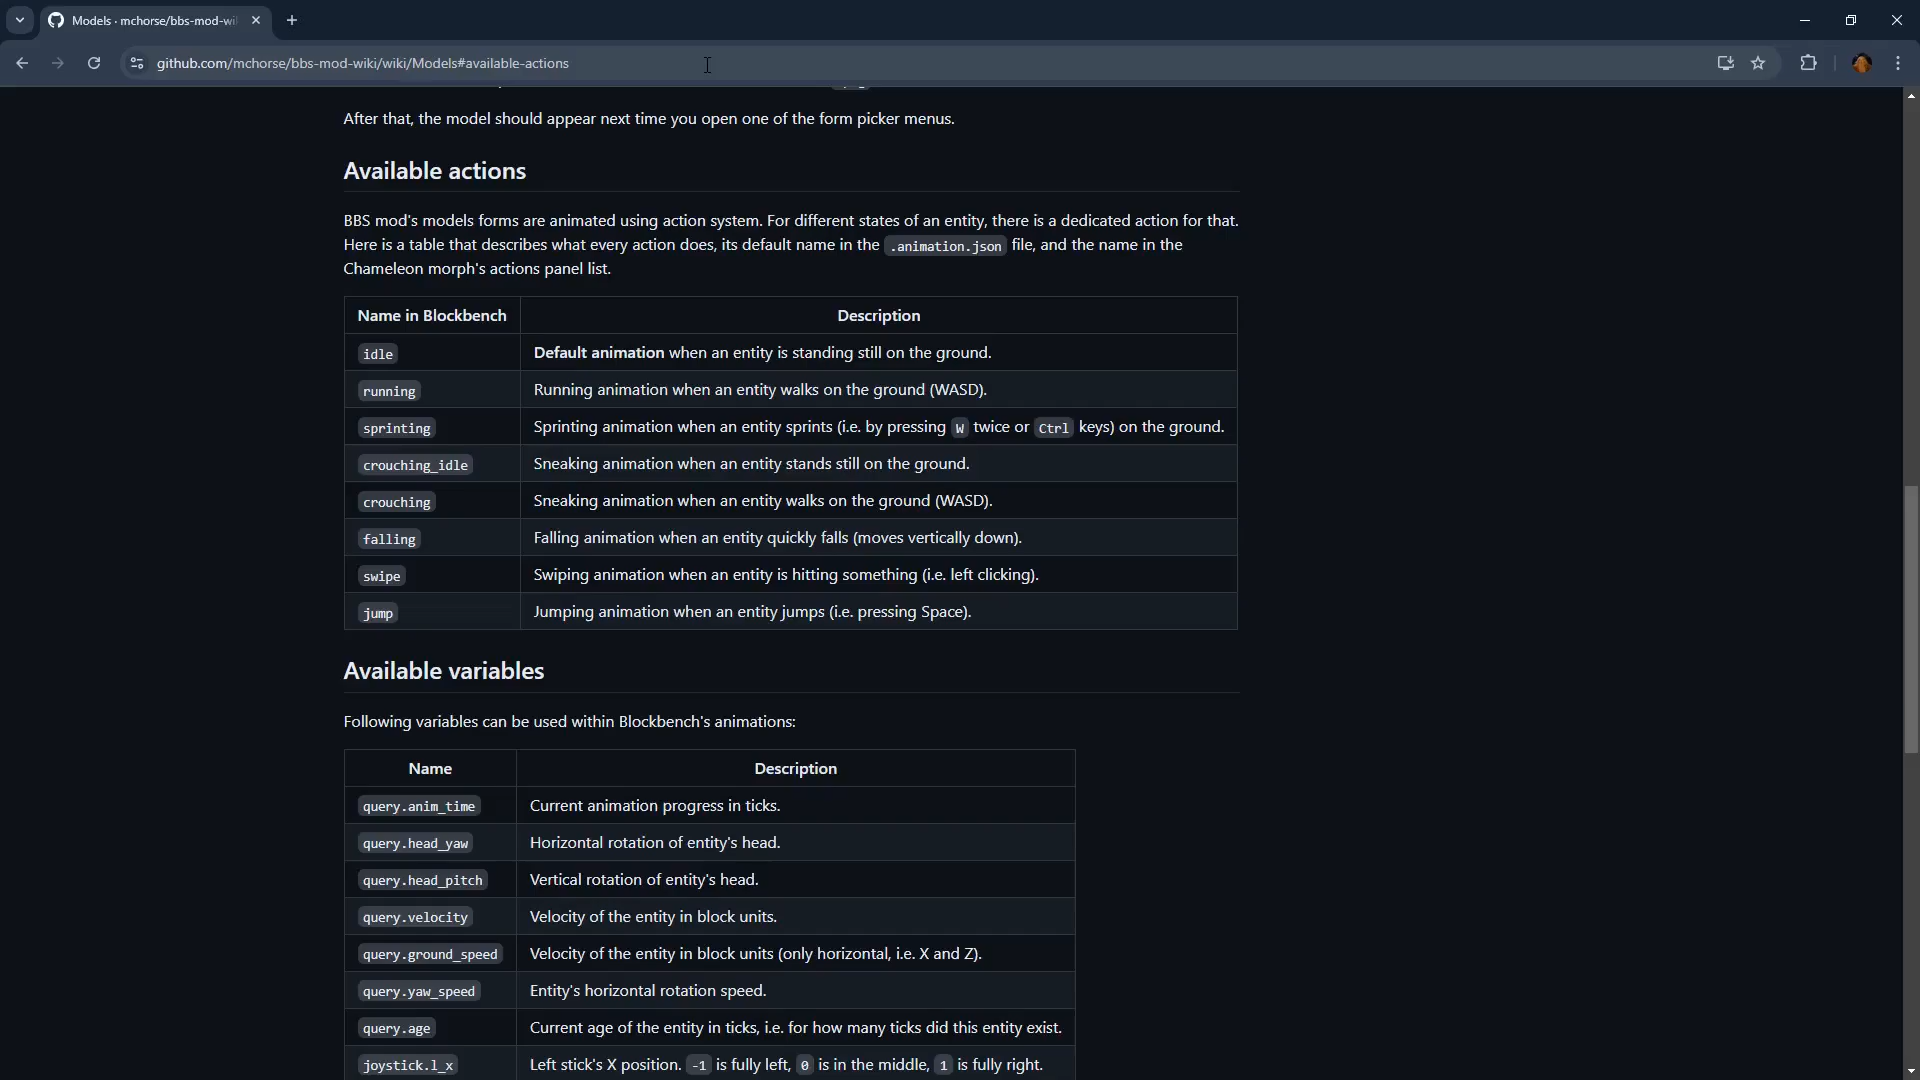 Models · mchorse/bbs-mod-wi
github.com/mchorse/bbs-mod-wiki/wiki/Models#available-actions
After that, the model should appear next time you open one of the form picker menus.
Available actions
BBS mod's models forms are animated using action system. For different states of an entity, there is a dedicated action for that.
Here is a table that describes what every action does, its default name in the .animation.json file, and the name in the
Chameleon morph's actions panel list.
Name in Blockbench Description
idle Default animation when an entity is standing still on the ground.
running Running animation when an entity walks on the ground (WASD).
sprinting Sprinting animation when an entity sprints (i.e. by pressing W twice or Ctrl keys) on the ground.
crouching_idle Sneaking animation when an entity stands still on the ground.
crouching Sneaking animation when an entity walks on the ground (WASD).
falling Falling animation when an entity quickly falls (moves vertically down).
swipe Swiping animation when an entity is hitting something (i.e. left clicking).
jump Jumping animation when an entity jumps (i.e. pressing Space).
Available variables
Following variables can be used within Blockbench's animations:
Name Description
query.anim_time Current animation progress in ticks.
query.head_yaw Horizontal rotation of entity's head.
query.head_pitch Vertical rotation of entity's head.
query.velocity Velocity of the entity in block units.
query.ground_speed Velocity of the entity in block units (only horizontal, i.e. X and Z).
query.yaw_speed Entity's horizontal rotation speed.
query.age Current age of the entity in ticks, i.e. for how many ticks did this entity exist.
joystick.l_x Left stick's X position. -1 is fully left, 0 is in the middle, 1 is fully right.